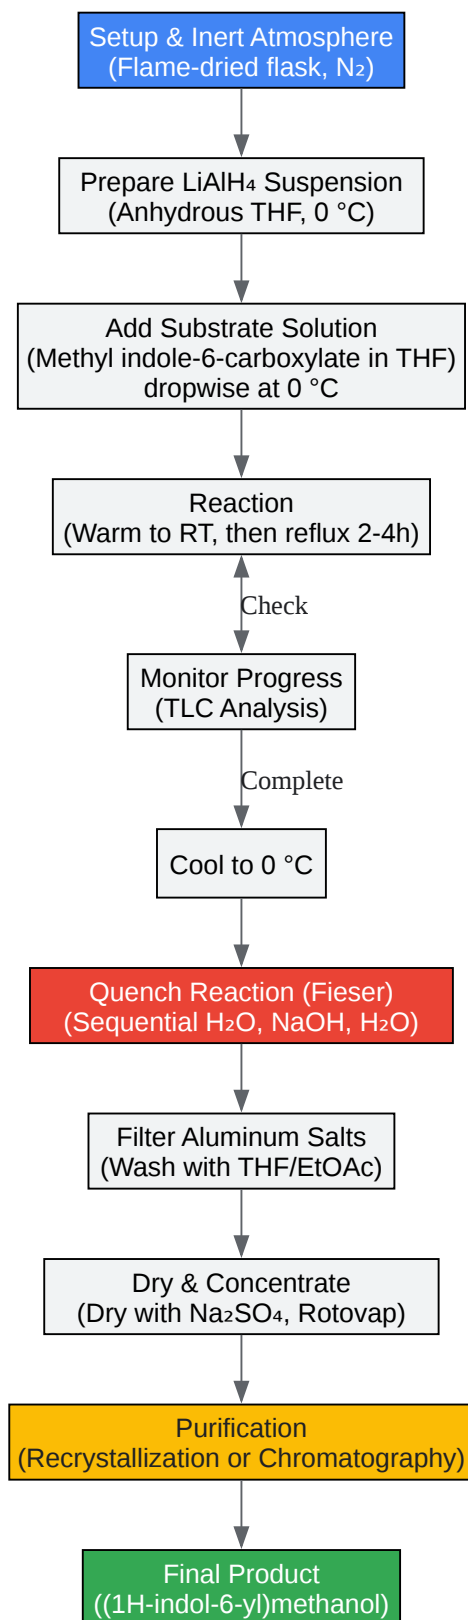 Setup & Inert Atmosphere
(Flame-dried flask, N₂)
Prepare LiAlH₄ Suspension
(Anhydrous THF, 0 °C)
Add Substrate Solution
(Methyl indole-6-carboxylate in THF)
dropwise at 0 °C
Reaction
(Warm to RT, then reflux 2-4h)
Check
Monitor Progress
(TLC Analysis)
Complete
Cool to 0 °C
Quench Reaction (Fieser)
(Sequential H₂O, NaOH, H₂O)
Filter Aluminum Salts
(Wash with THF/EtOAc)
Dry & Concentrate
(Dry with Na₂SO₄, Rotovap)
Purification
(Recrystallization or Chromatography)
Final Product
((1H-indol-6-yl)methanol)